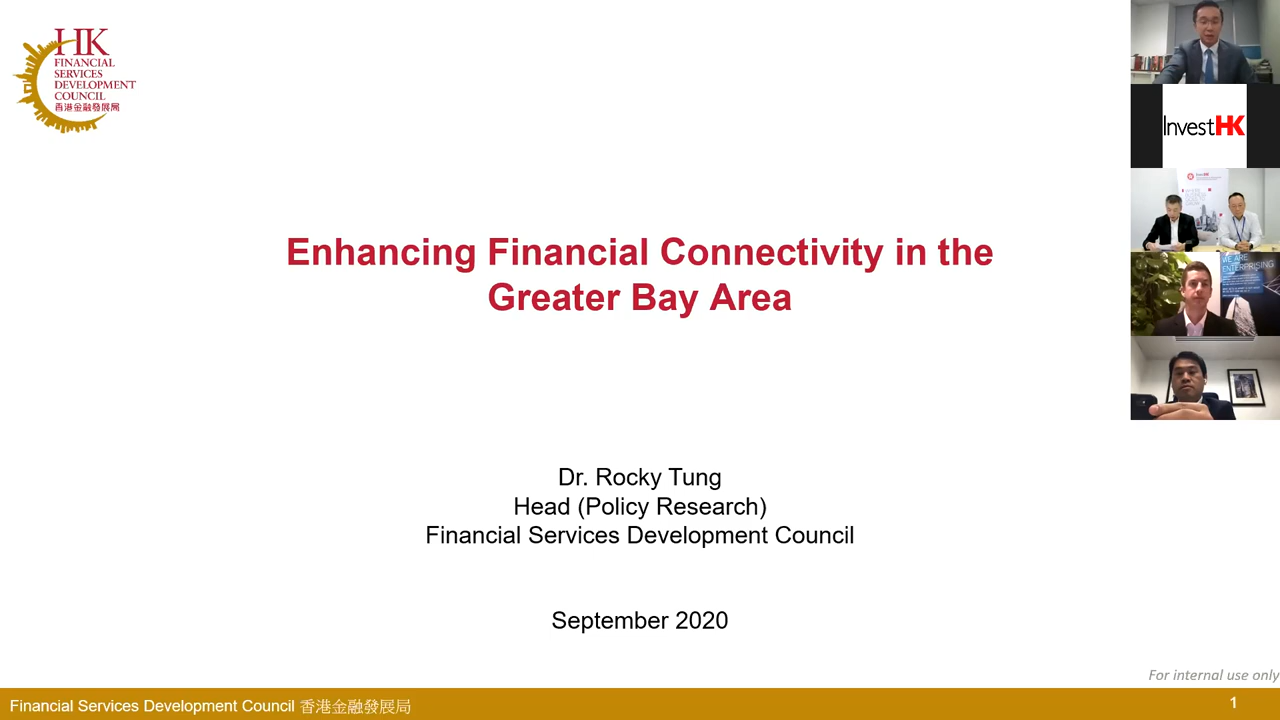 HK
FINANCIAL
SERVICES
DEVELOPMENT
COUNCIL
香港金融發展局
Enhancing Financial Connectivity in the
Greater Bay Area
Dr. Rocky Tung
Head (Policy Research)
Financial Services Development Council
September 2020
For internal use only
Financial Services Development Council 香港金融發展局
1
InvestHK
WE ARE
ENTERPRISING